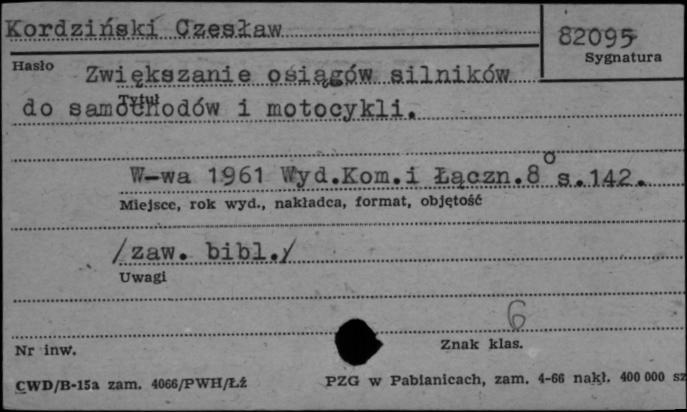 Kordziński Czesław
82095
Sygnatura
Hasło
Zwiększanie osiągów silników
Tytuł
do samochodów i motocykli.
W-wa 1961 Wyd.Kom.i Łączn.8° s.142.
Miejsce, rok wyd., nakładca, format, objętość
/zaw. bibl./
Uwagi
6
Nr inw.
Znak klas.
CWD/B-15a zam. 4066/PWH/Łź
PZG w Pabianicach, zam. 4-66 nakł. 400 000 sz